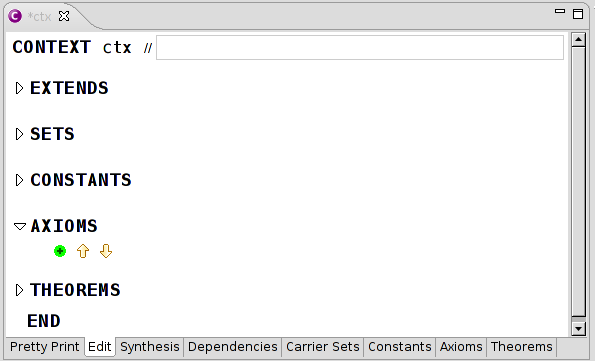 *ctx
CONTEXT ctx //
EXTENDS
SETS
CONSTANTS
AXIOMS
THEOREMS
END
Pretty Print Edit Synthesis Dependencies Carrier Sets Constants Axioms Theorems